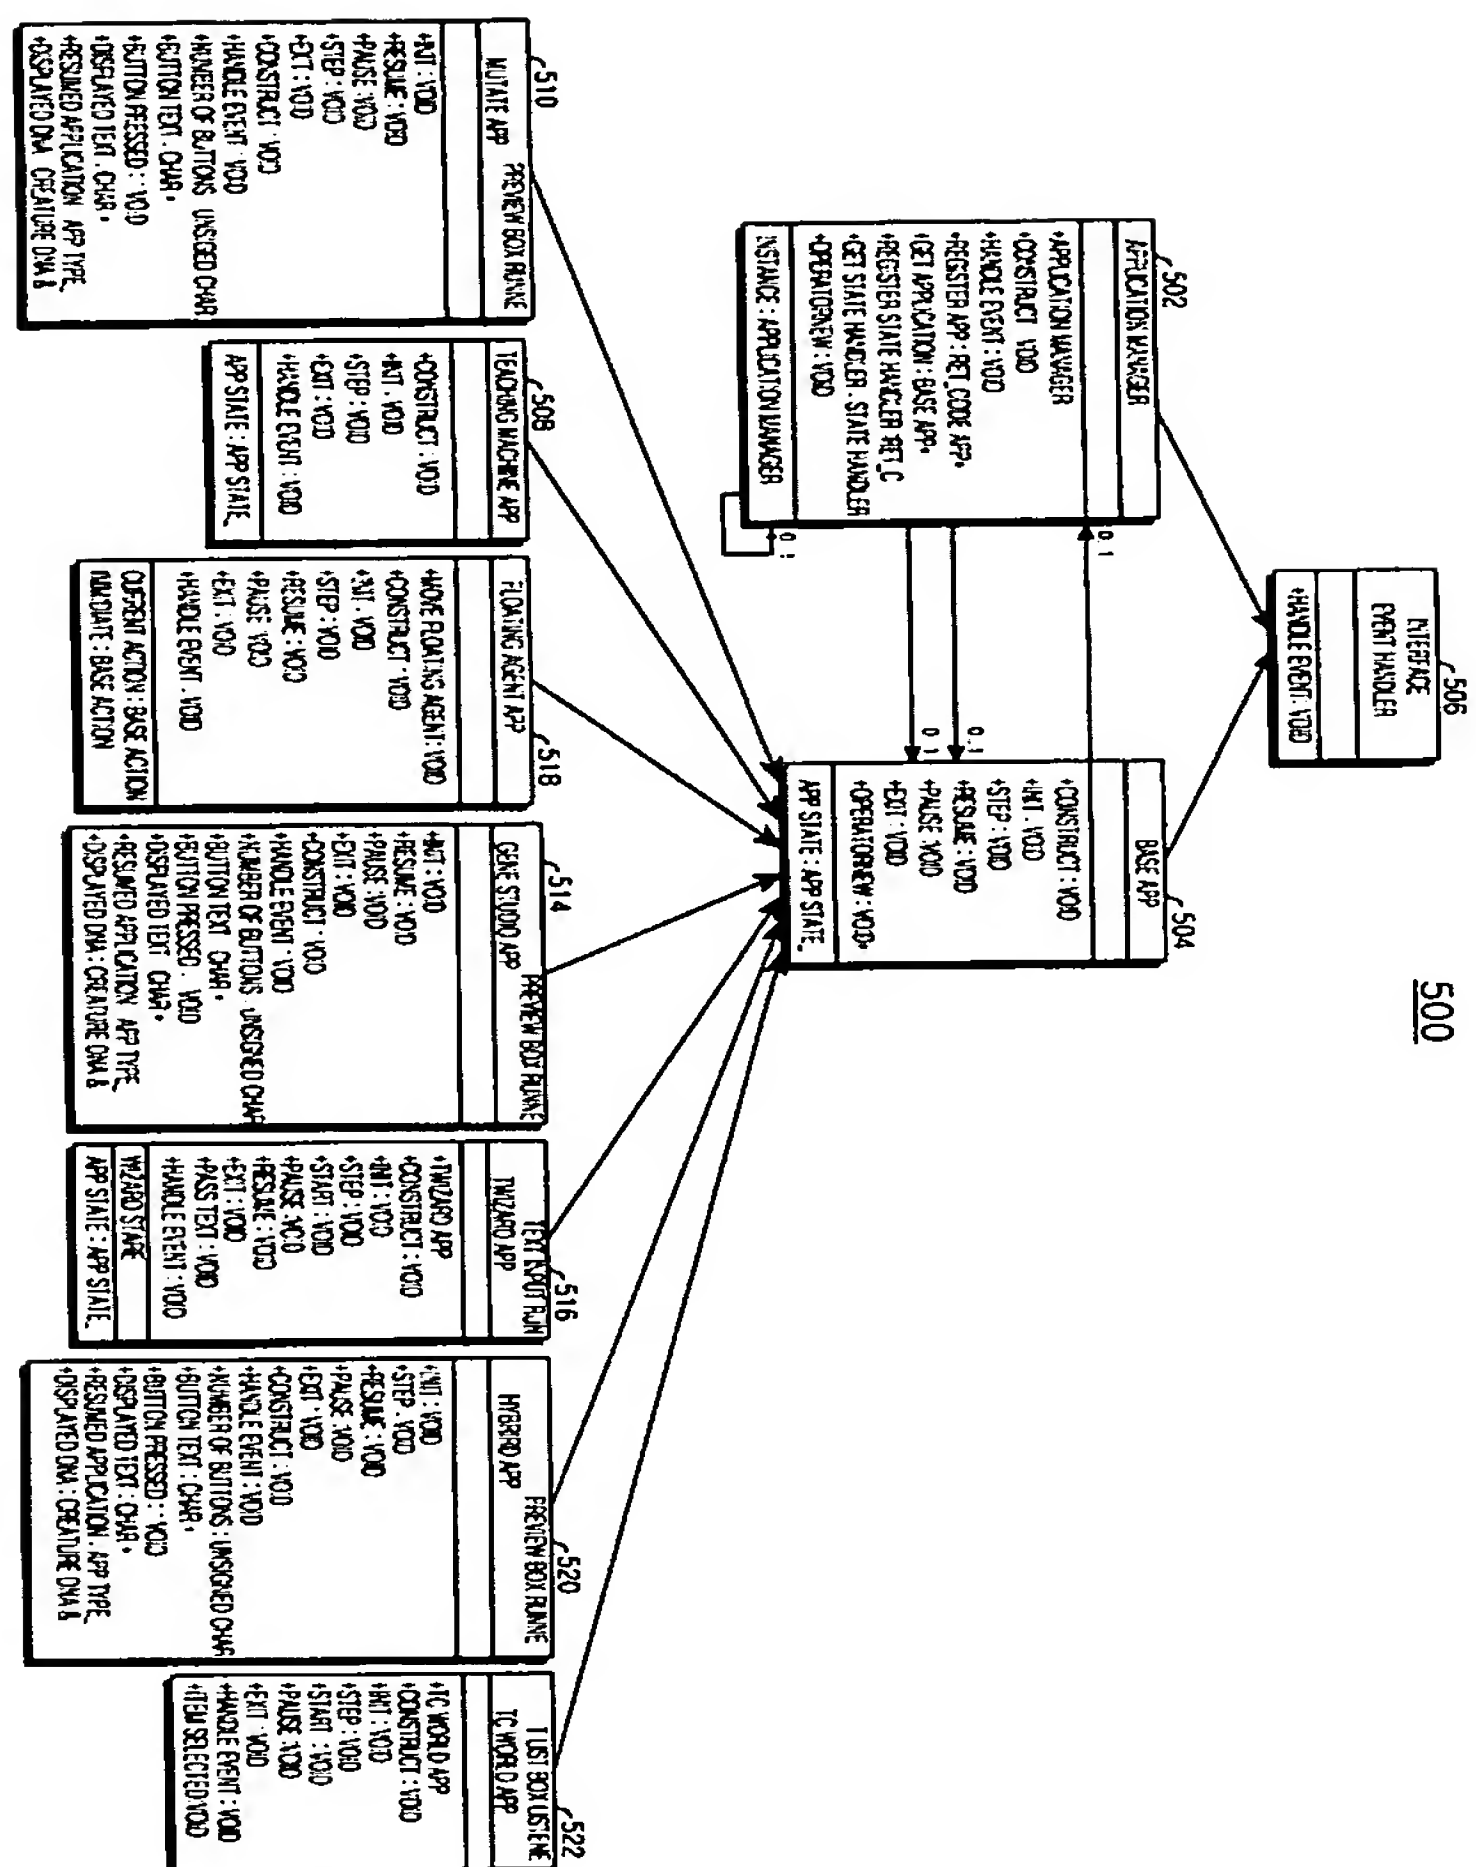 500
506
INTERFACE
EVENT HANDLER
+HANDLE EVENT: VOID
502
APPLICATION MANAGER
+APPLICATION MANAGER
+CONSTRUCT VOID
+HANDLE EVENT : VOID
+REGISTER APP : RET_CODE APP*
+GET APPLICATION : BASE APP*
+REGISTER STATE HANDLER RET_C
+GET STATE HANDLER . STATE HANDLER
+OPERATORNEW : VOID
INSTANCE : APPLICATION MANAGER
0..1
0..1
0..1
0..1
504
BASE APP
+CONSTRUCT : VOID
+INIT : VOID
+STEP : VOID
+RESUME : VOID
+PAUSE : VOID
+EXIT : VOID
+OPERATORNEW : VOID*
APP STATE : APP STATE_
510
PREVIEW BOX RUNNE
MUTATE APP
+INIT : VOID
+RESUME : VOID
+PAUSE : VOID
+STEP : VOID
+EXIT : VOID
+CONSTRUCT : VOID
+HANDLE EVENT : VOID
+NUMBER OF BUTTONS UNSIGED CHAR
+BUTTON TEXT . CHAR *
+BUTTON PRESSED : VOID
+DISPLAYED TEXT . CHAR *
+RESUMED APPLICATION APP TYPE_
+DISPLAYED DNA CREATURE DNA &
508
TEACHING MACHINE APP
+CONSTRUCT : VOID
+INIT . VOID
+STEP : VOID
+EXIT : VOID
+HANDLE EVENT : VOID
APP STATE : APP STATE_
518
FLOATING AGENT APP
+MOVE FLOATING AGENT: VOID
+CONSTRUCT : VOID
+INIT . VOID
+STEP : VOID
+RESUME : VOID
+PAUSE VOID
+EXIT : VOID
+HANDLE EVENT : VOID
CURRENT ACTION : BASE ACTION
IMMDIATE : BASE ACTION
514
PREVIEW BOX RUNNE
GENE STUDIO APP
+INIT : VOID
+RESUME : VOID
+PAUSE : VOID
+EXIT : VOID
+CONSTRUCT : VOID
+HANDLE EVENT : VOID
+NUMBER OF BUTTONS UNSIGNED CHAR
+BUTTON TEXT CHAR *
+BUTTON PRESSED . VOID
+DISPLAYED TEXT CHAR *
+RESUMED APPLICATION APP TYPE_
+DISPLAYED DNA : CREATURE DNA &
516
TEXT INPUT RUN
TWIZARD APP
+TWIZARD APP
+CONSTRUCT : VOID
+INIT : VOID
+STEP : VOID
+START : VOID
+PAUSE : VOID
+RESUME : VOID
+EXIT : VOID
+PASS TEXT : VOID
+HANDLE EVENT : VOID
WIZARD STATE
APP STATE : APP STATE_
520
PREVIEW BOX RUNNE
HYBRIRD APP
+INIT : VOID
+STEP : VOID
+RESUME : VOID
+PAUSE : VOID
+EXIT : VOID
+CONSTRUCT : VOID
+HANDLE EVENT : VOID
+NUMBER OF BUTTONS : UNSIGNED CHAR
+BUTTON TEXT : CHAR *
+BUTTON PRESSED : VOID
+DISPLAYED TEXT : CHAR *
+RESUMED APPLICATION . APP TYPE_
+DISPLAYED DNA : CREATURE DNA &
522
T LIST BOX LISTENE
TC WORLD APP
+TC WORLD APP
+CONSTRUCT : VOID
+INIT : VOID
+STEP : VOID
+START : VOID
+PAUSE : VOID
+EXIT : VOID
+HANDLE EVENT : VOID
+ITEM SELECTED: VOID